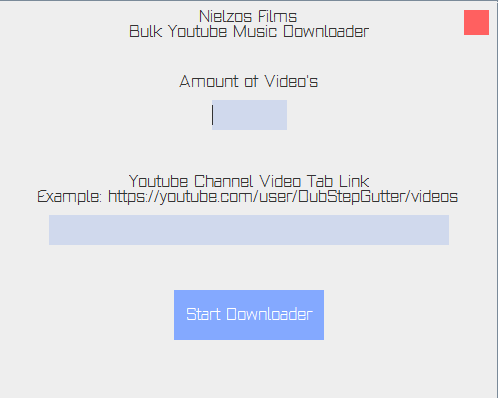 Nielzos Films
Bulk Youtube Music Downloader
Amount of Video's
Youtube Channel Video Tab Link
Example: https://youtube.com/user/DubStepGutter/videos
Start Downloader